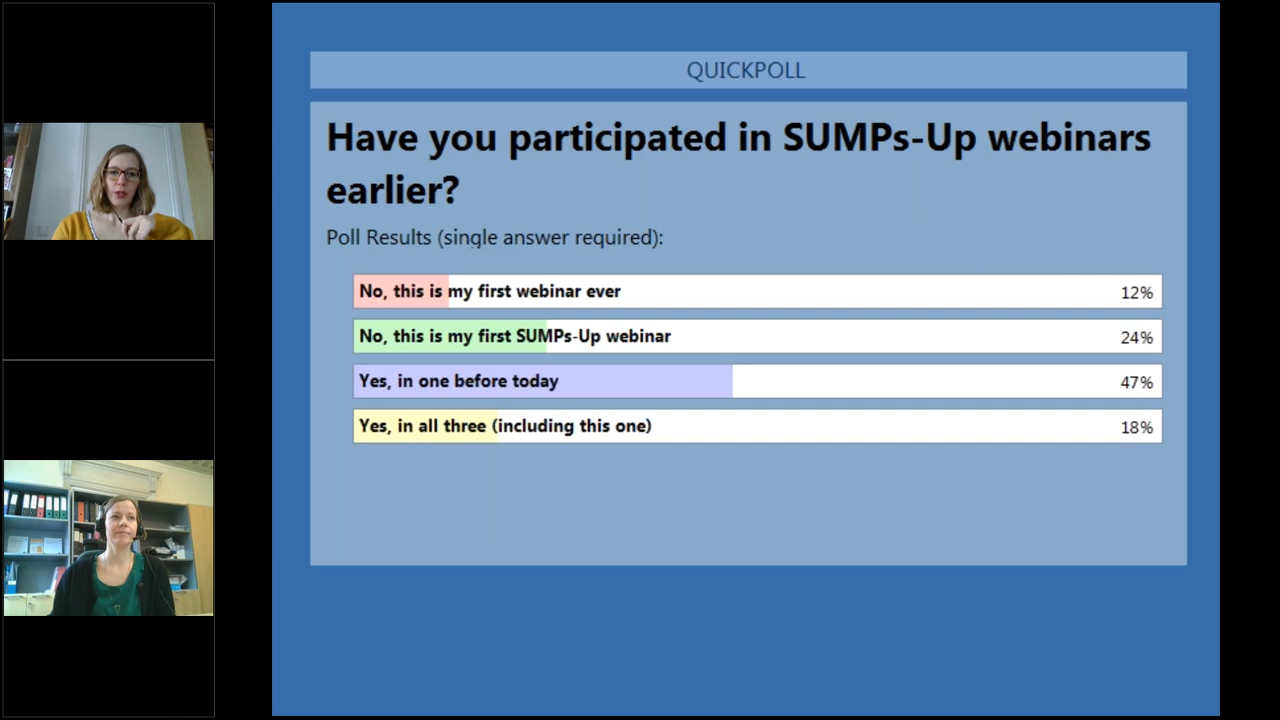 QUICKPOLL
Have you participated in SUMPs-Up webinars
earlier?
Poll Results (single answer required):
No, this is my first webinar ever 12%
No, this is my first SUMPs-Up webinar 24%
Yes, in one before today 47%
Yes, in all three (including this one) 18%